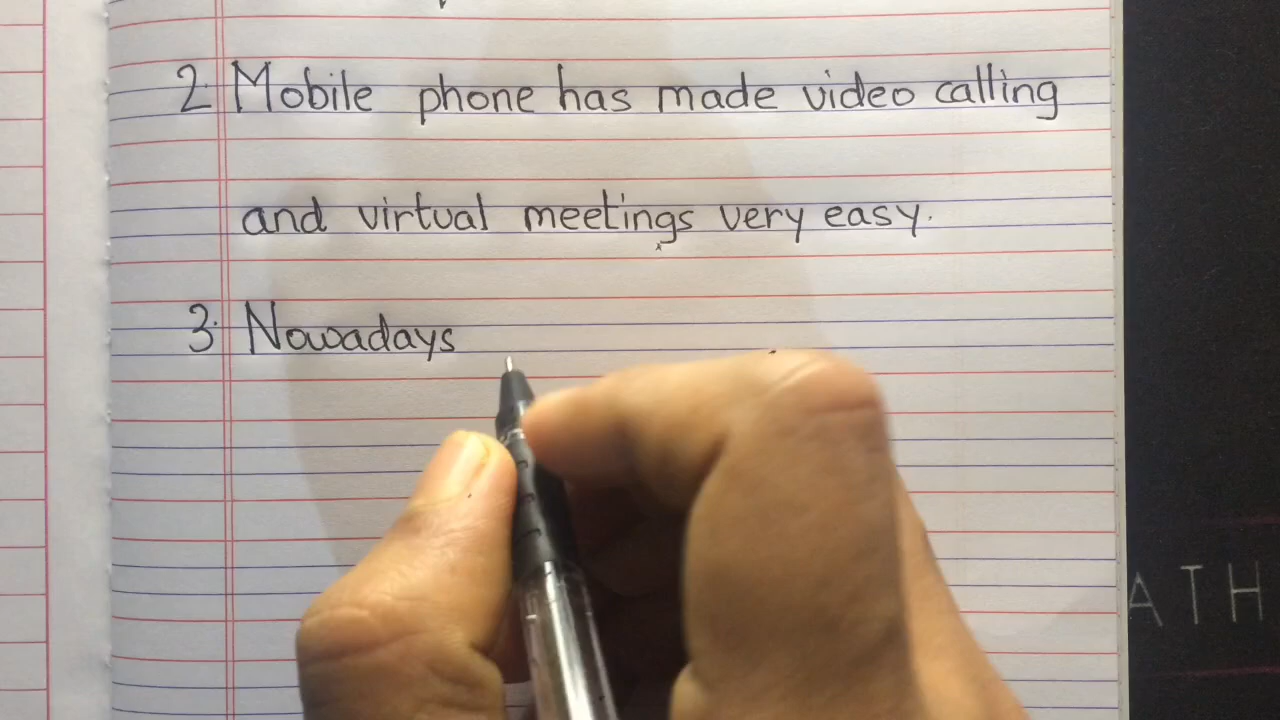 2. Mobile phone has made video calling
and virtual meetings very easy.
3. Nowadays
ATH